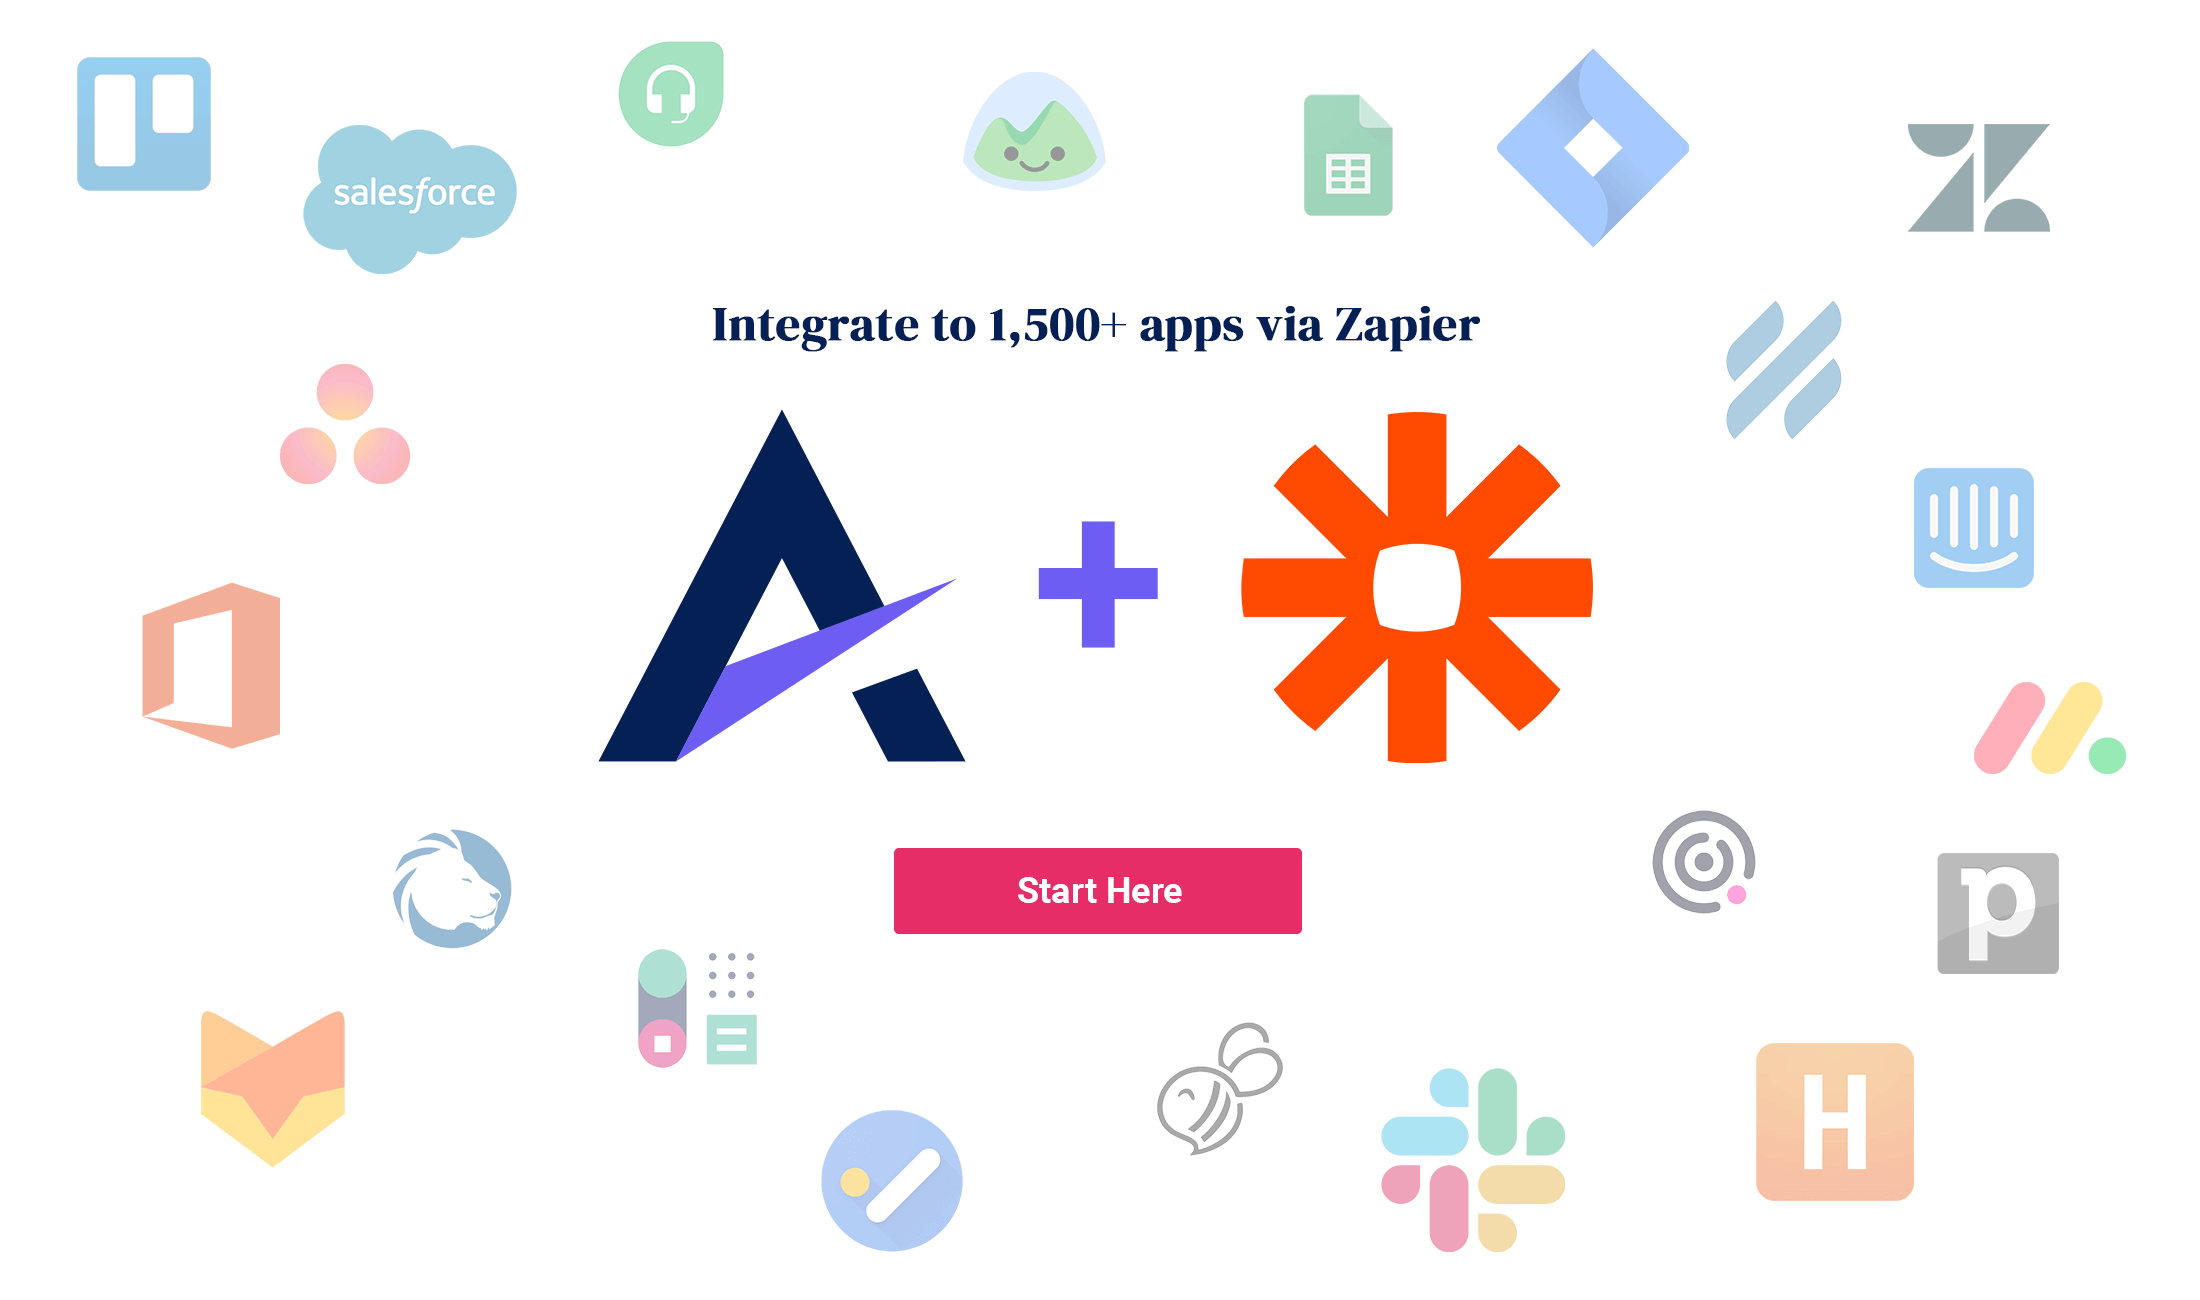 salesforce
Integrate to 1,500+ apps via Zapier
Start Here
p
H